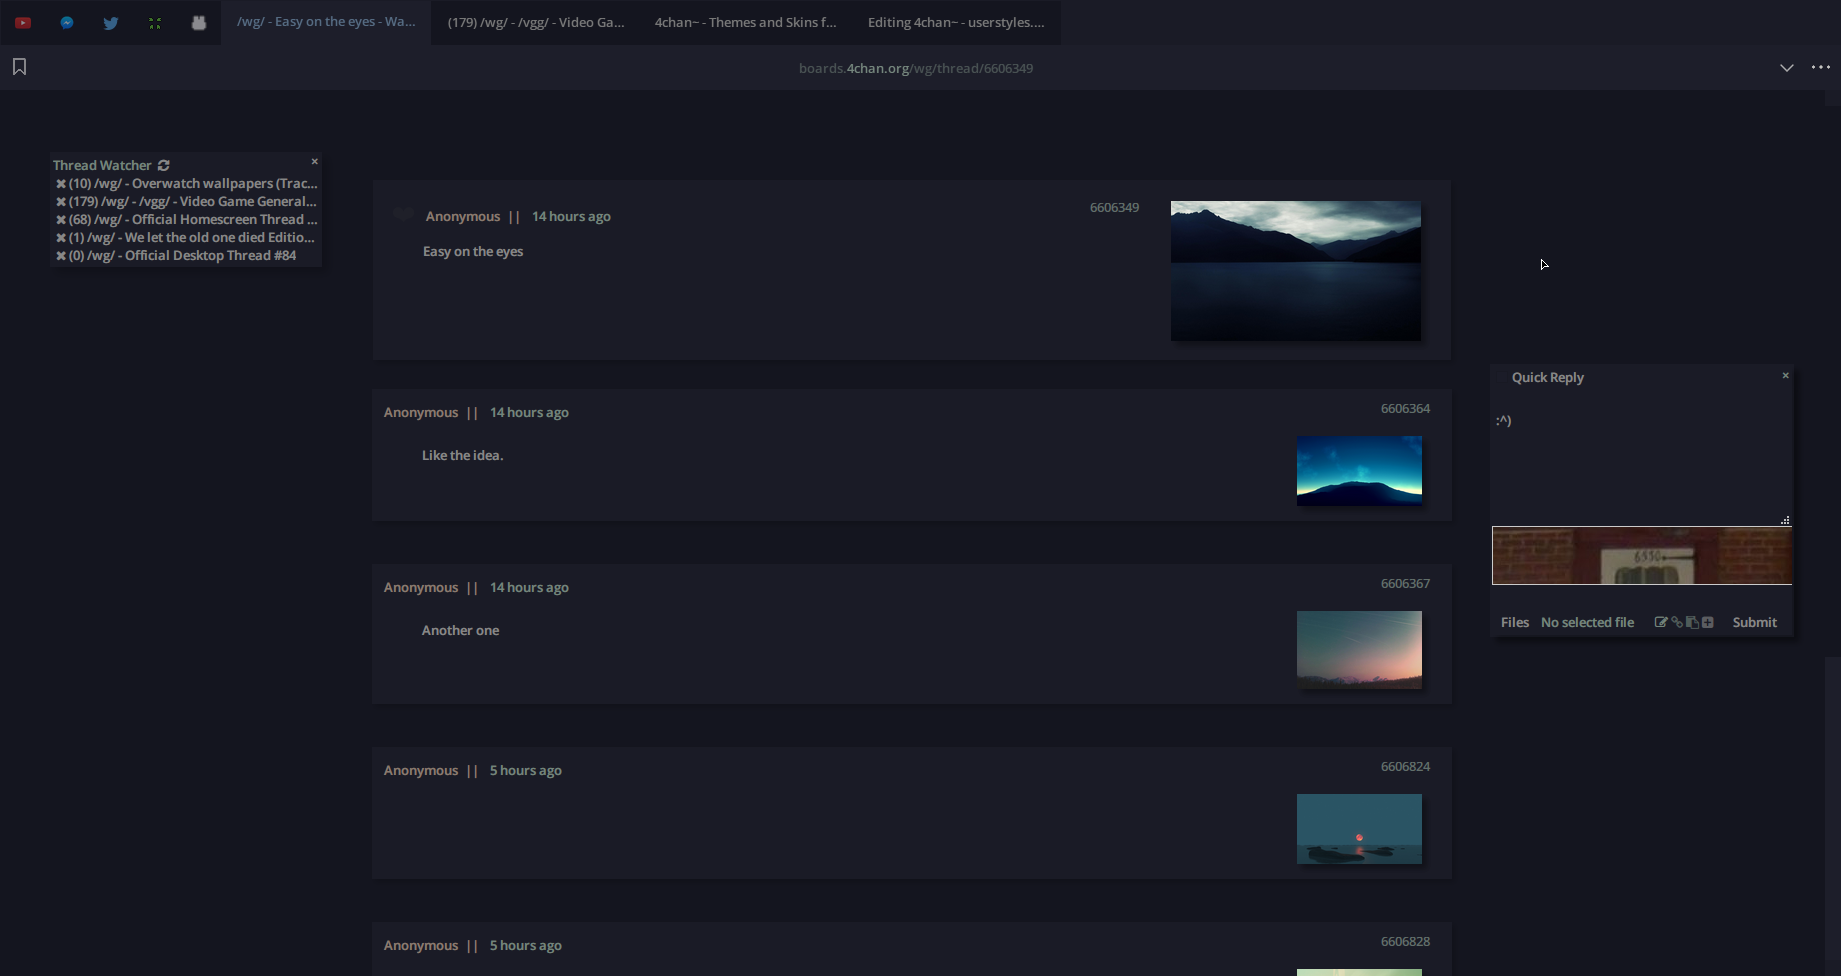 /wg/ - Easy on the eyes - Wa...
(179) /wg/ - /vgg/ - Video Ga...
4chan~ - Themes and Skins f...
Editing 4chan~ - userstyles....
boards.4chan.org/wg/thread/6606349
Thread Watcher
(10) /wg/ - Overwatch wallpapers (Trac...
(179) /wg/ - /vgg/ - Video Game General...
(68) /wg/ - Official Homescreen Thread ...
(1) /wg/ - We let the old one died Editio...
(0) /wg/ - Official Desktop Thread #84
Anonymous || 14 hours ago
6606349
Easy on the eyes
Anonymous || 14 hours ago
6606364
Like the idea.
Anonymous || 14 hours ago
6606367
Another one
Anonymous || 5 hours ago
6606824
Anonymous || 5 hours ago
6606828
Quick Reply
:^)
6530
Files No selected file Submit